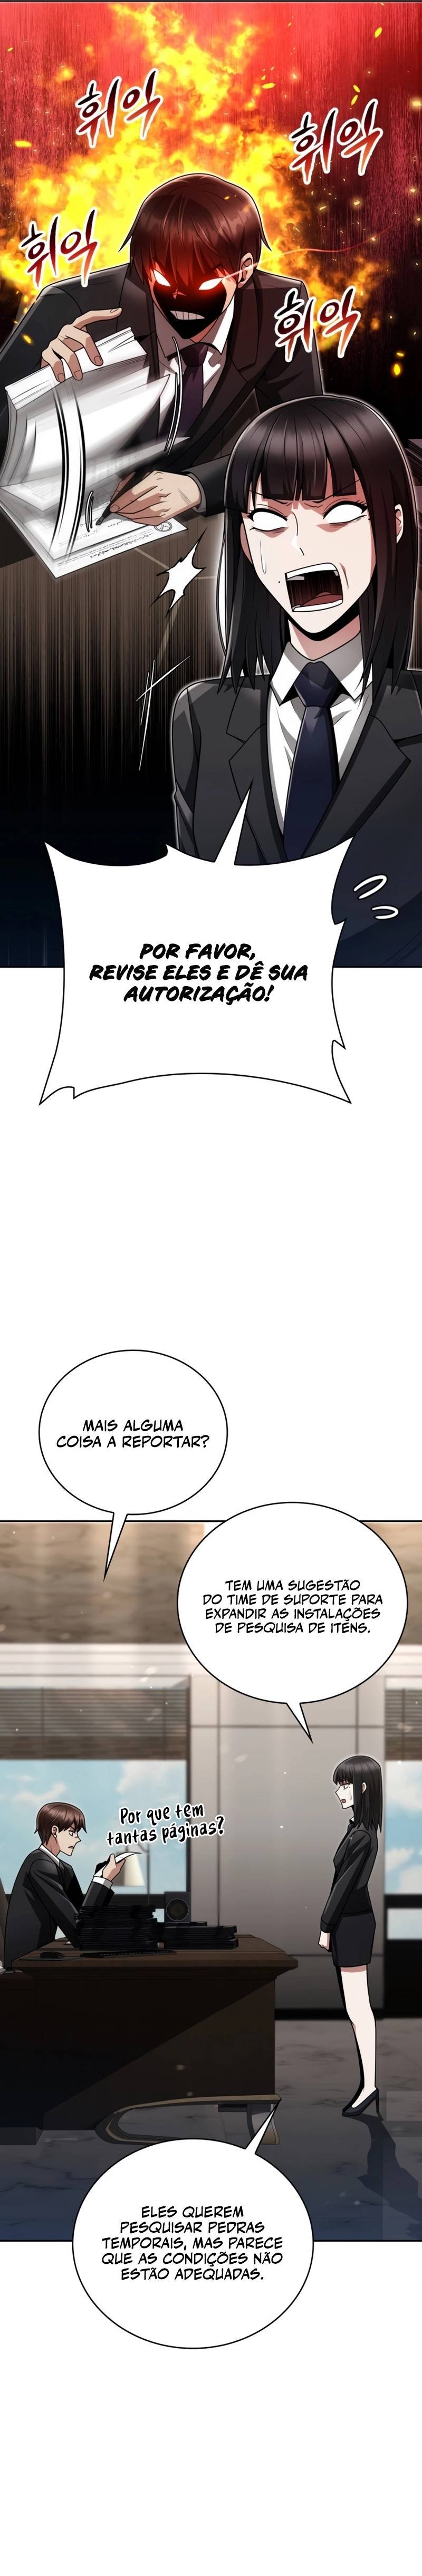 휘익
휘익
휘익
휘익
POR FAVOR,
REVISE ELES E DÊ SUA
AUTORIZAÇÃO!
MAIS ALGUMA
COISA A REPORTAR?
TEM UMA SUGESTÃO
DO TIME DE SUPORTE PARA
EXPANDIR AS INSTALAÇÕES
DE PESQUISA DE ITENS.
Por que tem
tantas páginas?
ELES QUEREM
PESQUISAR PEDRAS
TEMPORAIS, MAS PARECE
QUE AS CONDIÇÕES NÃO
ESTÃO ADEQUADAS.